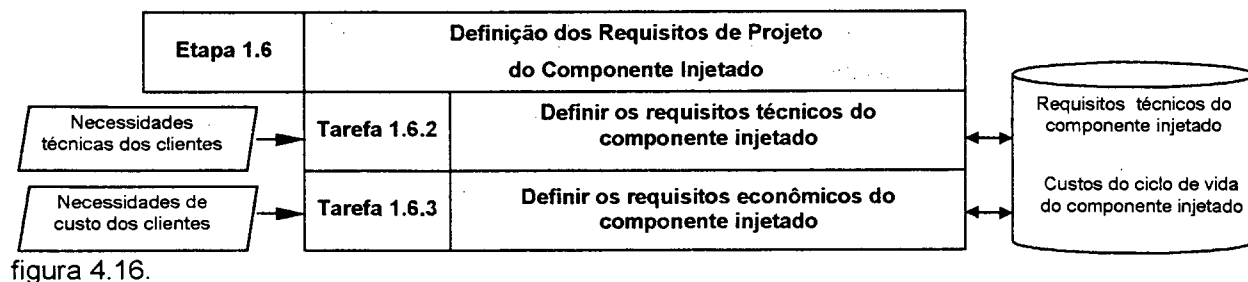 Etapa 1.6
Definição dos Requisitos de Projeto
do Componente Injetado
Necessidades
técnicas dos clientes
Tarefa 1.6.2
Definir os requisitos técnicos do
componente injetado
Requisitos técnicos do
componente injetado
Necessidades de
custo dos clientes
Tarefa 1.6.3
Definir os requisitos econômicos do
componente injetado
Custos do ciclo de vida
do componente injetado
figura 4.16.